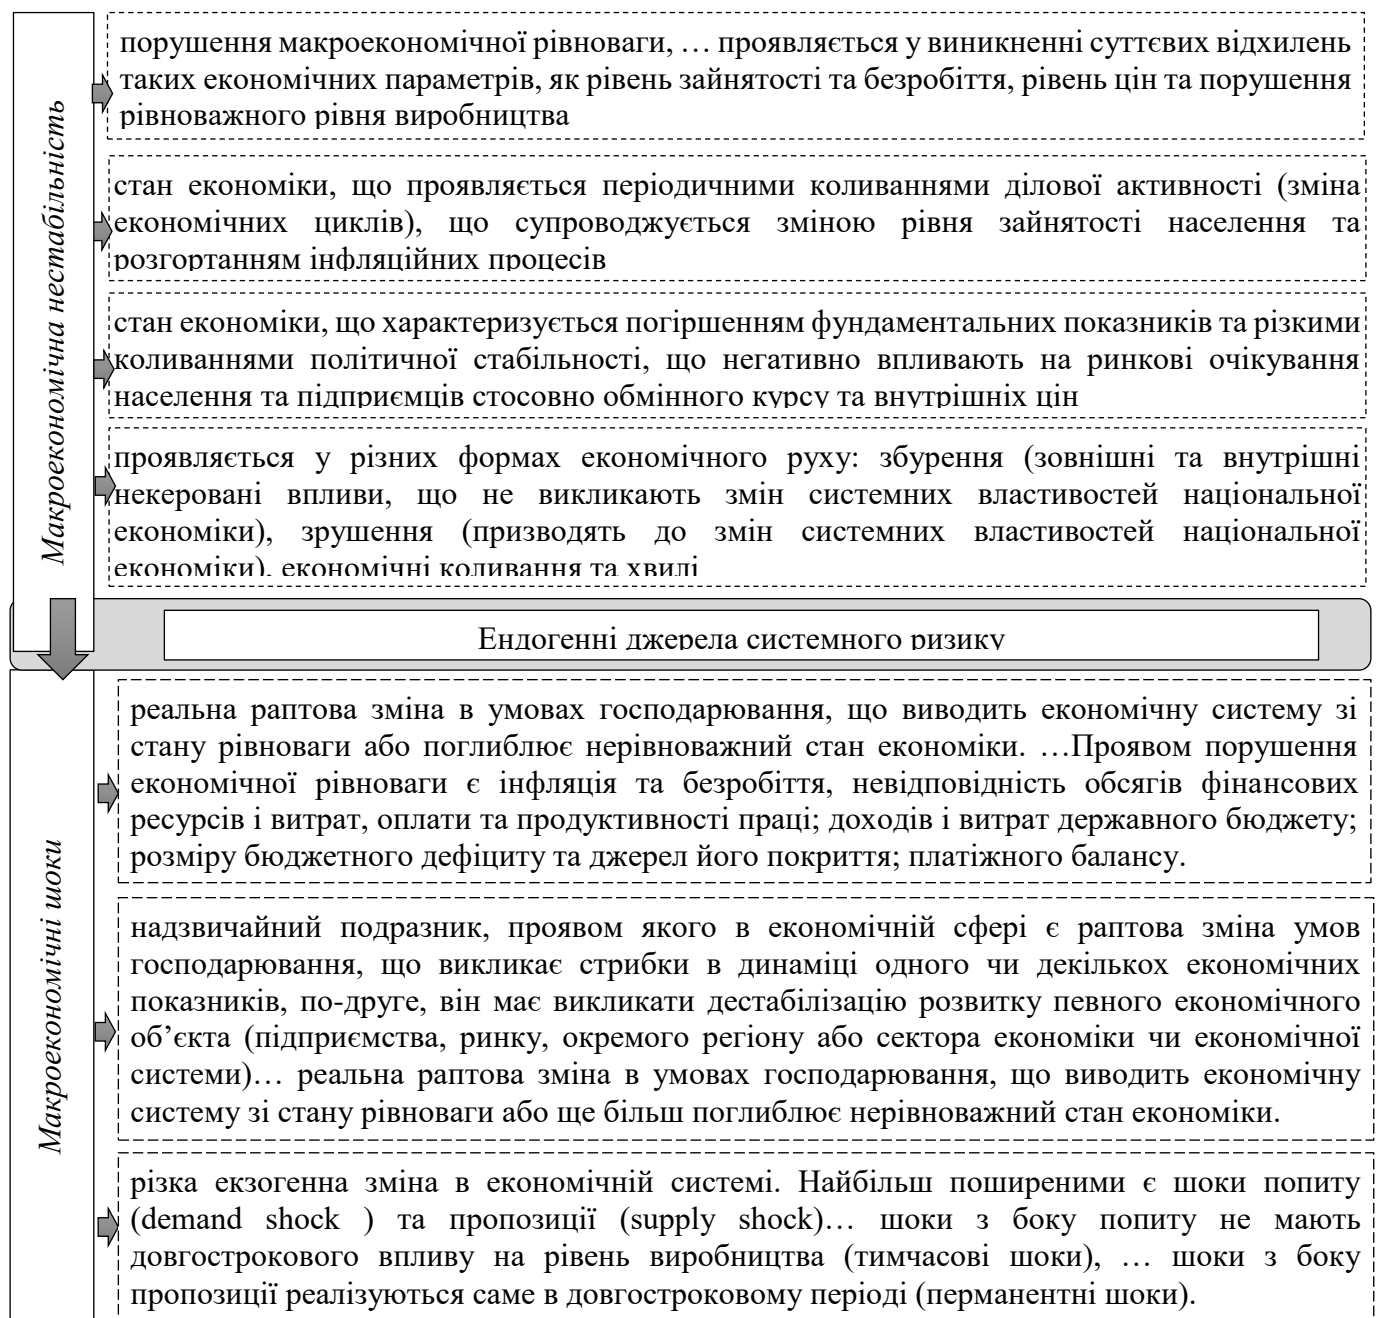 Макроекономічна нестабільність
порушення макроекономічної рівноваги, … проявляється у виникненні суттєвих відхилень
таких економічних параметрів, як рівень зайнятості та безробіття, рівень цін та порушення
рівноважного рівня виробництва
стан економіки, що проявляється періодичними коливаннями ділової активності (зміна
економічних циклів), що супроводжується зміною рівня зайнятості населення та
розгортанням інфляційних процесів
стан економіки, що характеризується погіршенням фундаментальних показників та різкими
коливаннями політичної стабільності, що негативно впливають на ринкові очікування
населення та підприємців стосовно обмінного курсу та внутрішніх цін
проявляється у різних формах економічного руху: збурення (зовнішні та внутрішні
некеровані впливи, що не викликають змін системних властивостей національної
економіки), зрушення (призводять до змін системних властивостей національної
економіки), економічні коливання та хвилі
Ендогенні джерела системного ризику
Макроекономічні шоки
реальна раптова зміна в умовах господарювання, що виводить економічну систему зі
стану рівноваги або поглиблює нерівноважний стан економіки. …Проявом порушення
економічної рівноваги є інфляція та безробіття, невідповідність обсягів фінансових
ресурсів і витрат, оплати та продуктивності праці; доходів і витрат державного бюджету;
розміру бюджетного дефіциту та джерел його покриття; платіжного балансу.
надзвичайний подразник, проявом якого в економічній сфері є раптова зміна умов
господарювання, що викликає стрибки в динаміці одного чи декількох економічних
показників, по-друге, він має викликати дестабілізацію розвитку певного економічного
об’єкта (підприємства, ринку, окремого регіону або сектора економіки чи економічної
системи)… реальна раптова зміна в умовах господарювання, що виводить економічну
систему зі стану рівноваги або ще більш поглиблює нерівноважний стан економіки.
різка екзогенна зміна в економічній системі. Найбільш поширеними є шоки попиту
(demand shock ) та пропозиції (supply shock)… шоки з боку попиту не мають
довгострокового впливу на рівень виробництва (тимчасові шоки), … шоки з боку
пропозиції реалізуються саме в довгостроковому періоді (перманентні шоки).